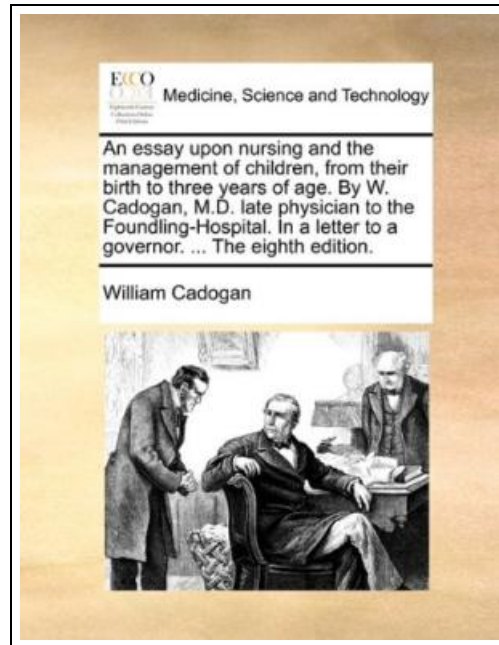 ECCO
Medicine, Science and Technology
An essay upon nursing and the
management of children, from their
birth to three years of age. By W.
Cadogan, M.D. late physician to the
Foundling-Hospital. In a letter to a
governor. ... The eighth edition.
William Cadogan